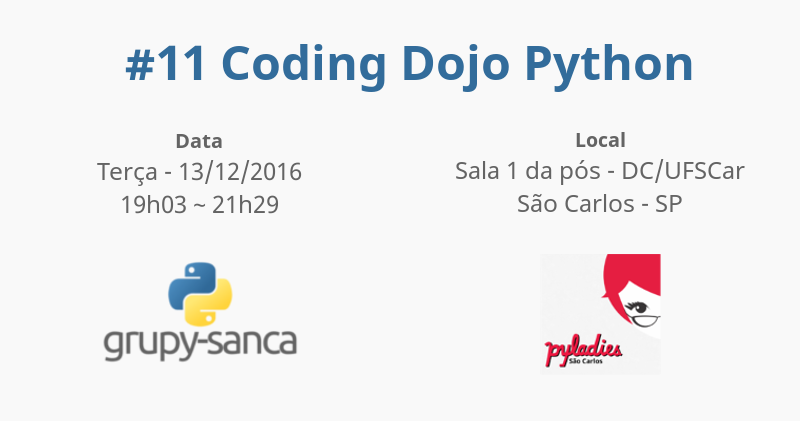 #11 Coding Dojo Python
Data
Terça - 13/12/2016
19h03 ~ 21h29
Local
Sala 1 da pós - DC/UFSCar
São Carlos - SP
grupy-sanca
pyladies
São Carlos